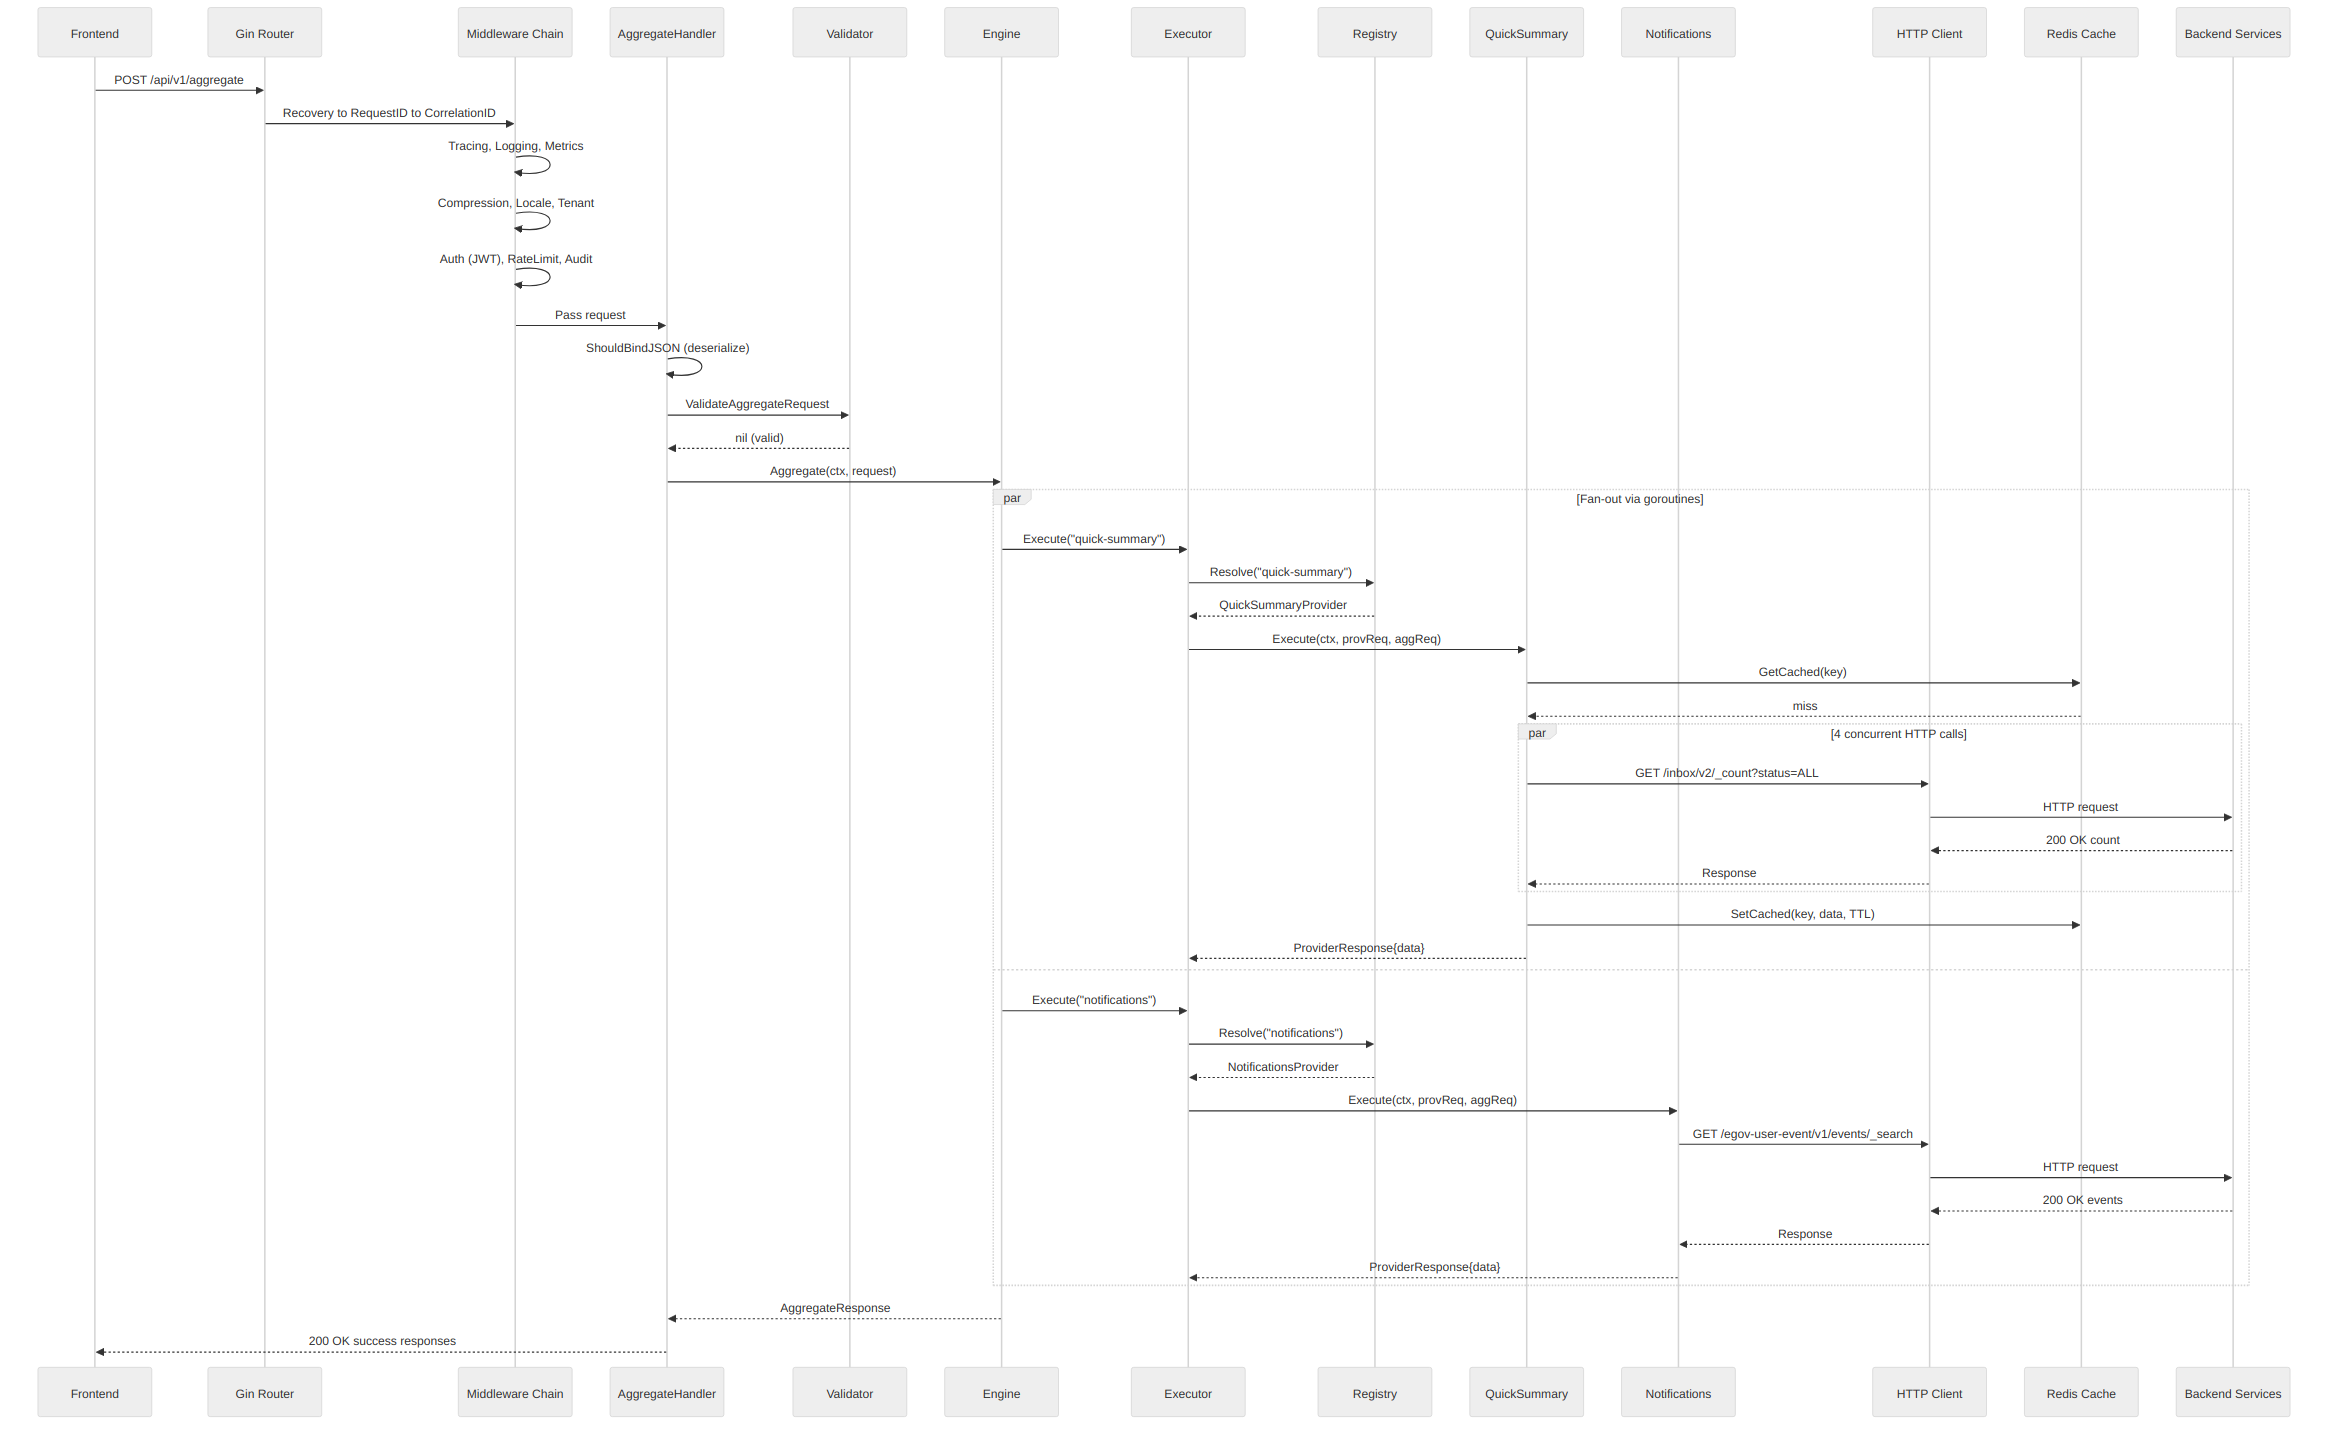 Frontend
Gin Router
Middleware Chain
AggregateHandler
Validator
Engine
Executor
Registry
QuickSummary
Notifications
HTTP Client
Redis Cache
Backend Services
POST /api/v1/aggregate
Recovery to RequestID to CorrelationID
Tracing, Logging, Metrics
Compression, Locale, Tenant
Auth (JWT), RateLimit, Audit
Pass request
ShouldBindJSON (deserialize)
ValidateAggregateRequest
nil (valid)
Aggregate(ctx, request)
par
[Fan-out via goroutines]
Execute("quick-summary")
Resolve("quick-summary")
QuickSummaryProvider
Execute(ctx, provReq, aggReq)
GetCached(key)
miss
par
[4 concurrent HTTP calls]
GET /inbox/v2/_count?status=ALL
HTTP request
200 OK count
Response
SetCached(key, data, TTL)
ProviderResponse{data}
Execute("notifications")
Resolve("notifications")
NotificationsProvider
Execute(ctx, provReq, aggReq)
GET /egov-user-event/v1/events/_search
HTTP request
200 OK events
Response
ProviderResponse{data}
AggregateResponse
200 OK success responses
Frontend
Gin Router
Middleware Chain
AggregateHandler
Validator
Engine
Executor
Registry
QuickSummary
Notifications
HTTP Client
Redis Cache
Backend Services